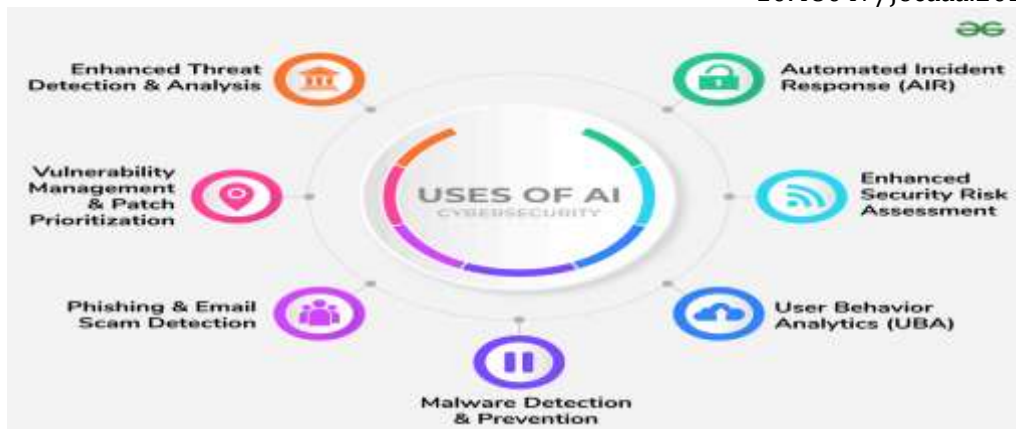 Enhanced Threat
Detection & Analysis
Vulnerability
Management
& Patch
Prioritization
Phishing & Email
Scam Detection
USES OF AI
CYBERSECURITY
Malware Detection
& Prevention
Automated Incident
Response (AIR)
Enhanced
Security Risk
Assessment
User Behavior
Analytics (UBA)